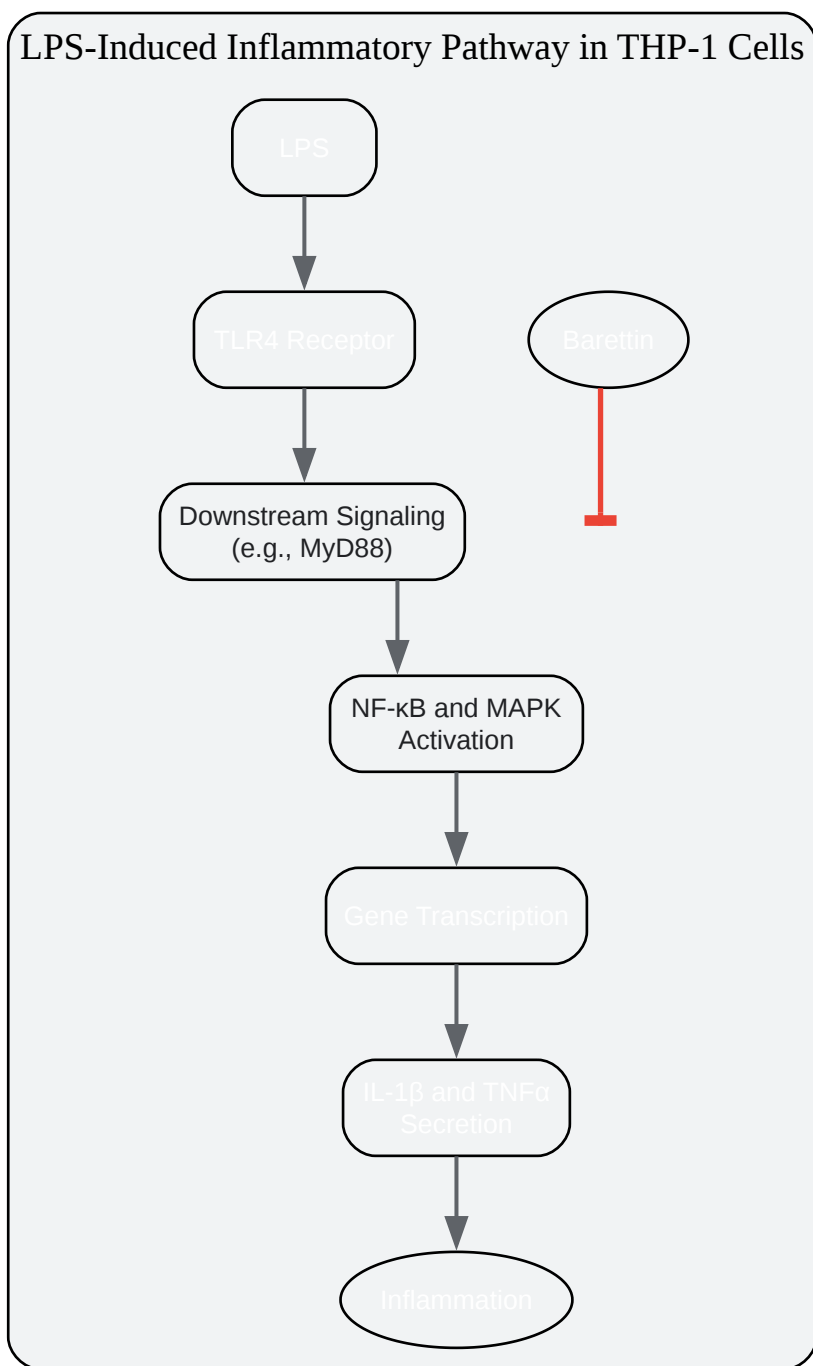 LPS-Induced Inflammatory Pathway in THP-1 Cells
LPS
TLR4 Receptor
Barettin
Downstream Signaling
(e.g., MyD88)
NF-κB and MAPK
Activation
Gene Transcription
IL-1β and TNFα
Secretion
Inflammation